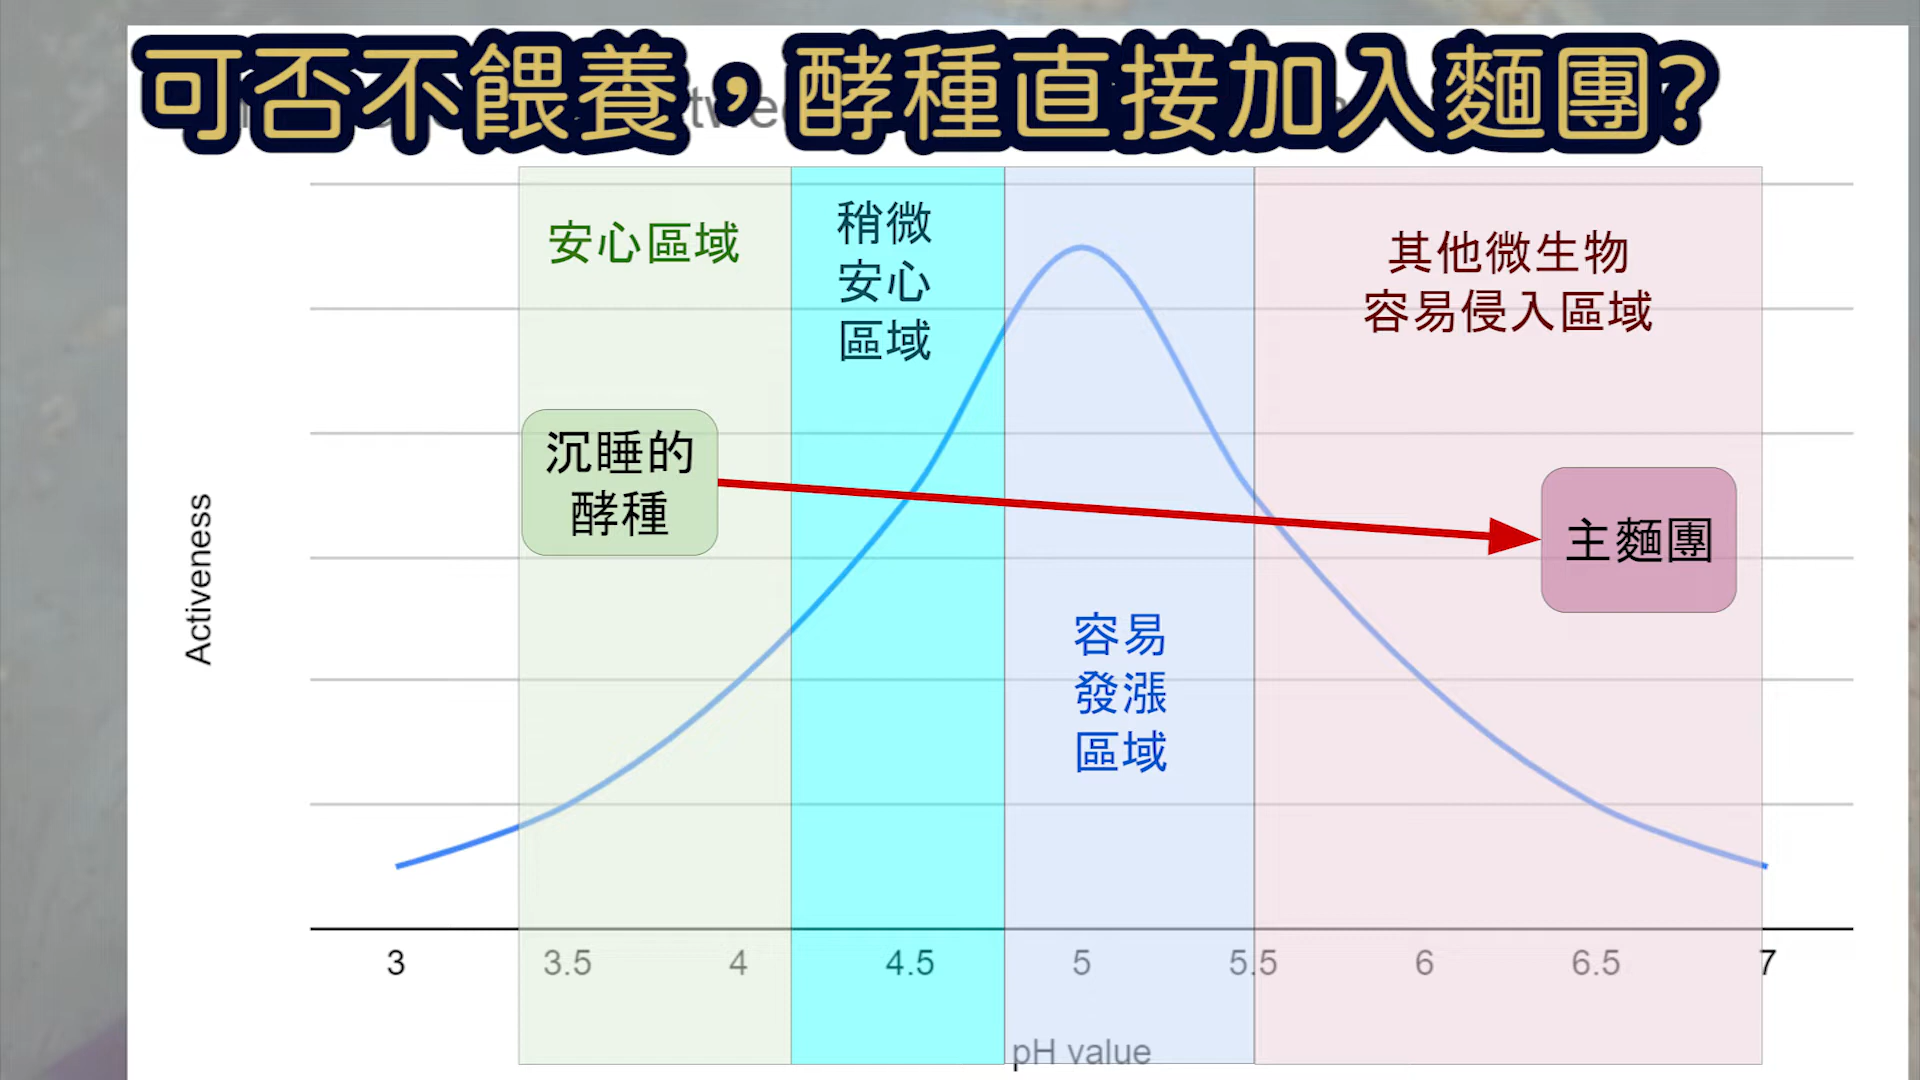 可否不餵養，酵種直接加入麵團?
安心區域
稍微
安心
區域
其他微生物
容易侵入區域
沉睡的
酵種
主麵團
容易
發漲
區域
Activeness
3 3.5 4 4.5 5 5.5 6 6.5 7
pH value